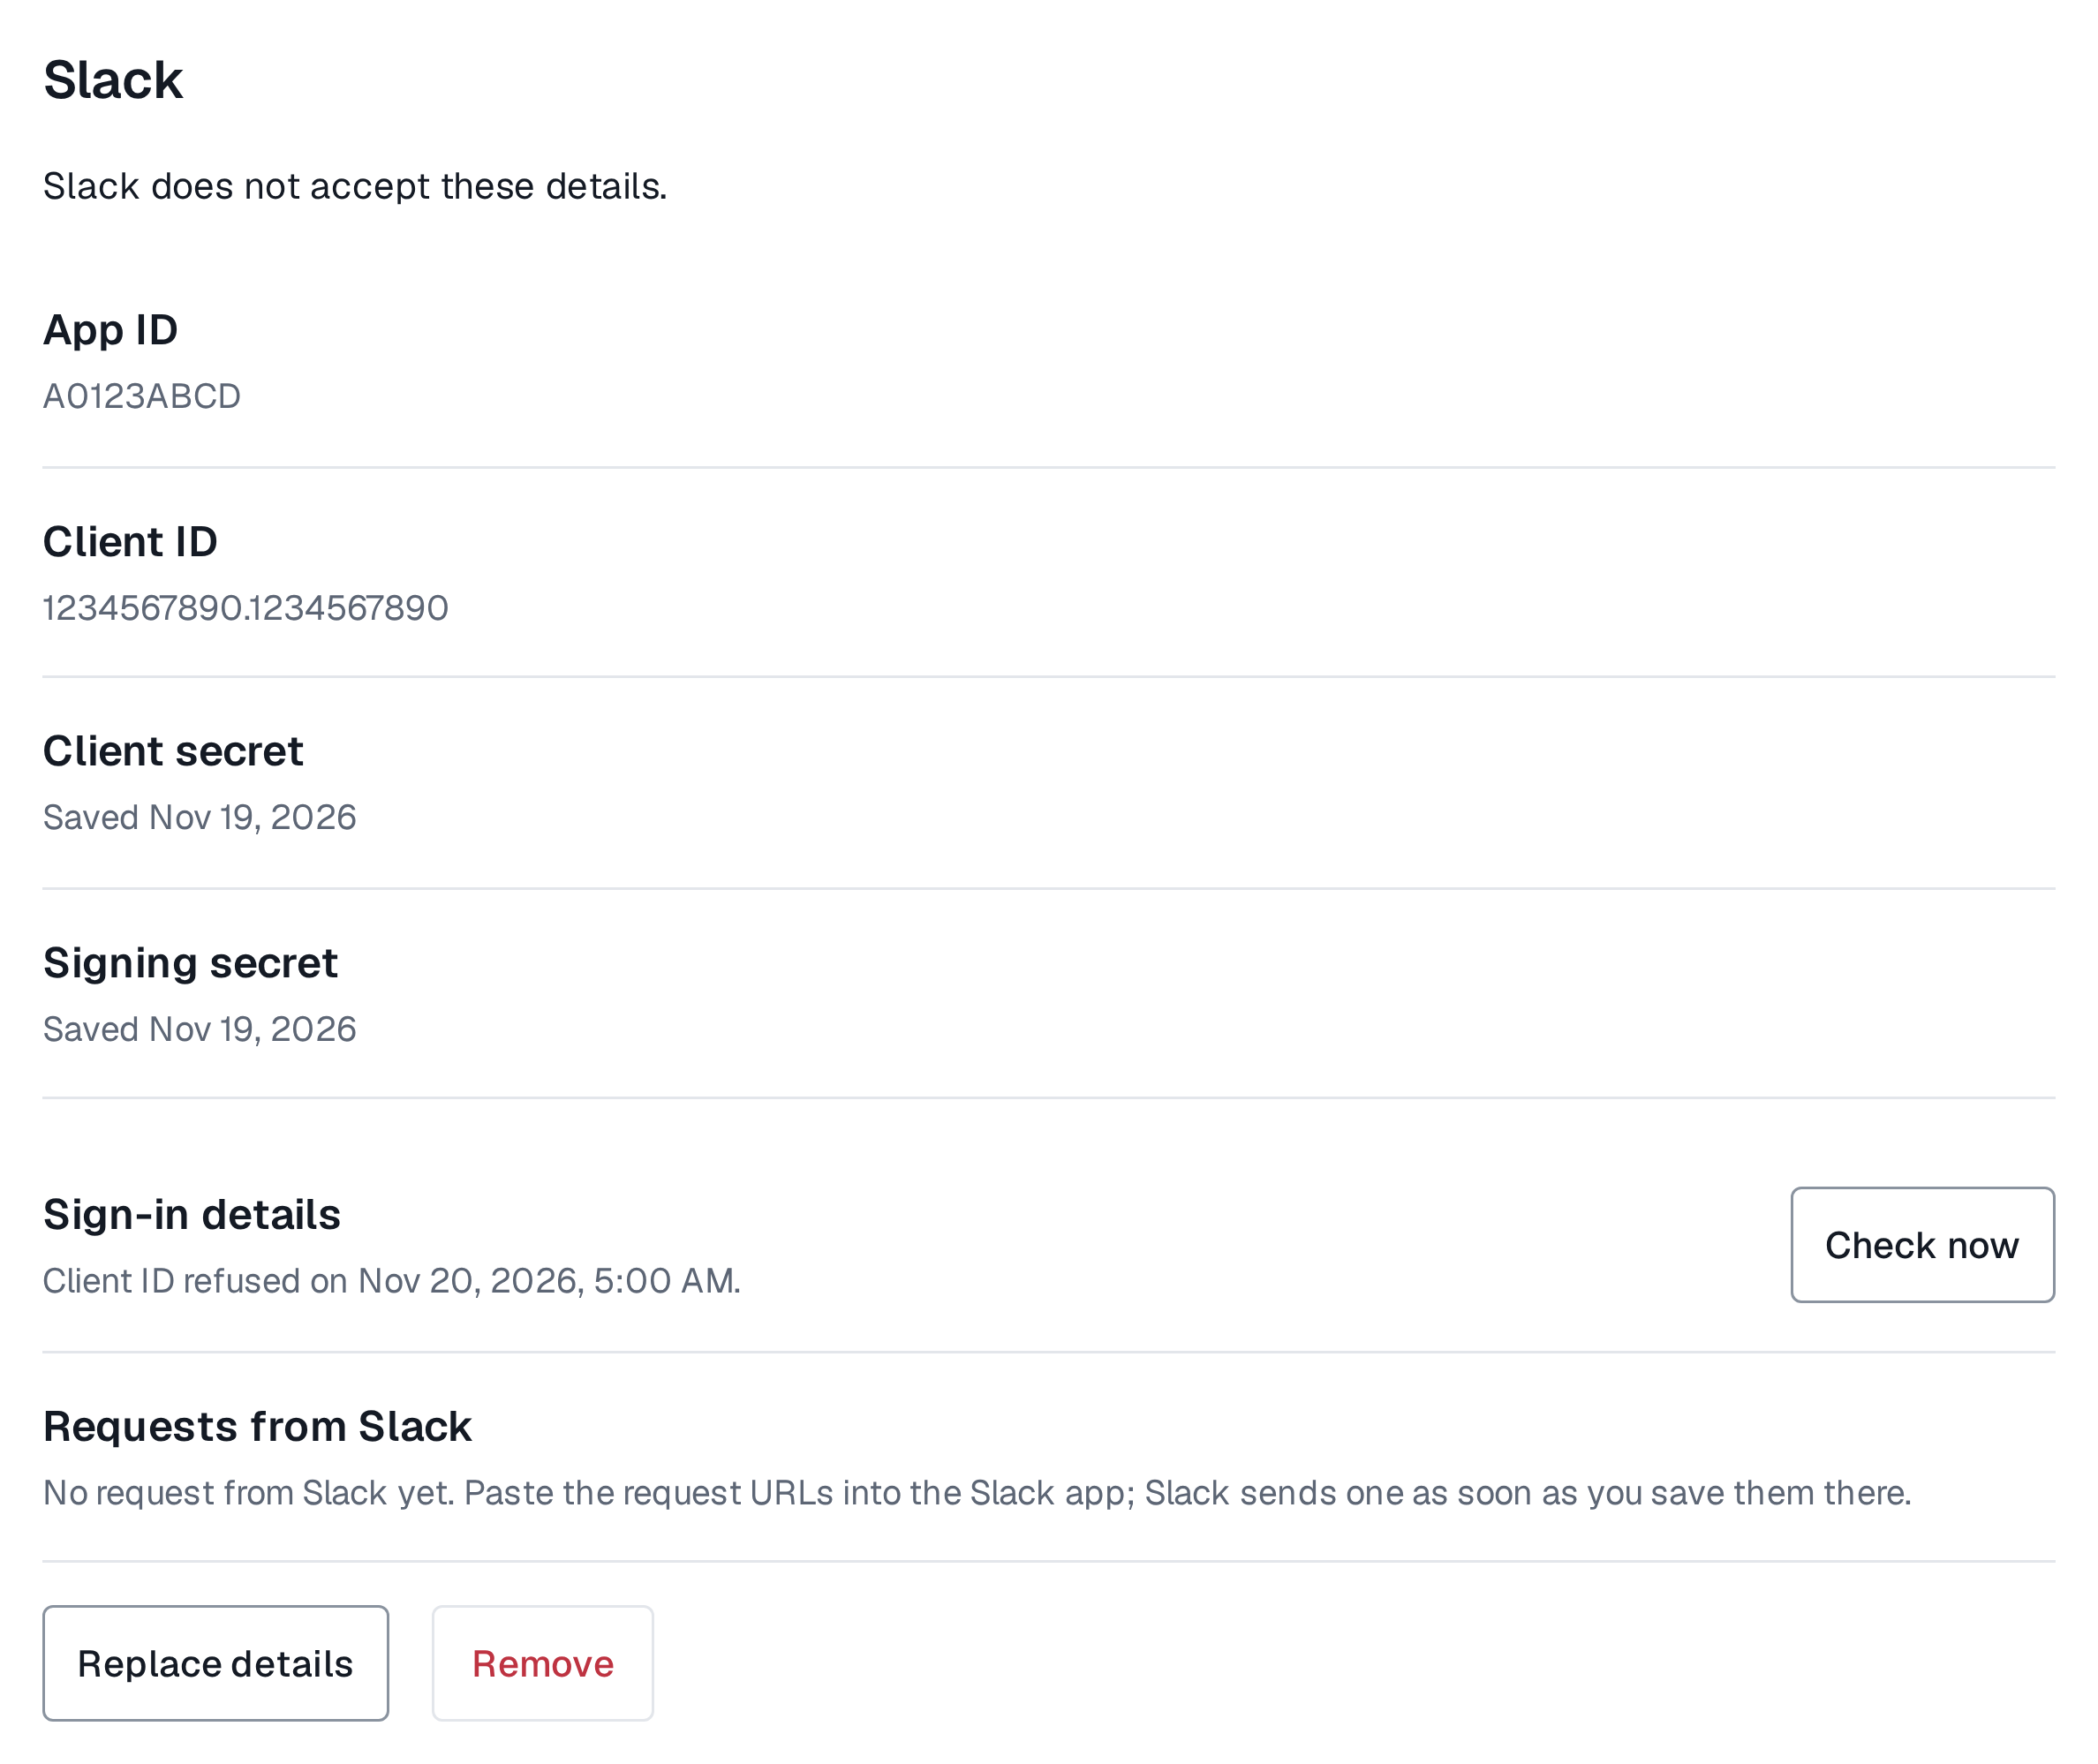 Slack
Slack does not accept these details.
App ID
A0123ABCD
Client ID
1234567890.1234567890
Client secret
Saved Nov 19, 2026
Signing secret
Saved Nov 19, 2026
Sign-in details
Client ID refused on Nov 20, 2026, 5:00 AM.
Check now
Requests from Slack
No request from Slack yet. Paste the request URLs into the Slack app; Slack sends one as soon as you save them there.
Replace details
Remove